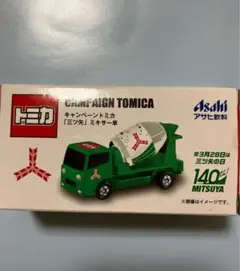 トミカ
CAMPAIGN TOMICA
キャンペーントミカ
「三ツ矢」ミキサー車
Asahi
アサヒ飲料
#3月28日は
三ツ矢の日
140
MITSUYA
※画像はイメージです。